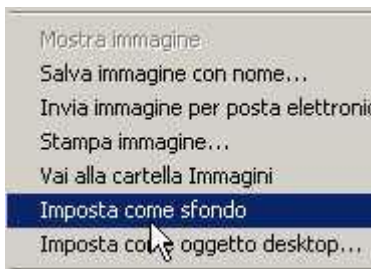 Mostra immagine
Salva immagine con nome...
Invia immagine per posta elettroni
Stampa immagine...
Vai alla cartella Immagini
Imposta come sfondo
Imposta come oggetto desktop...